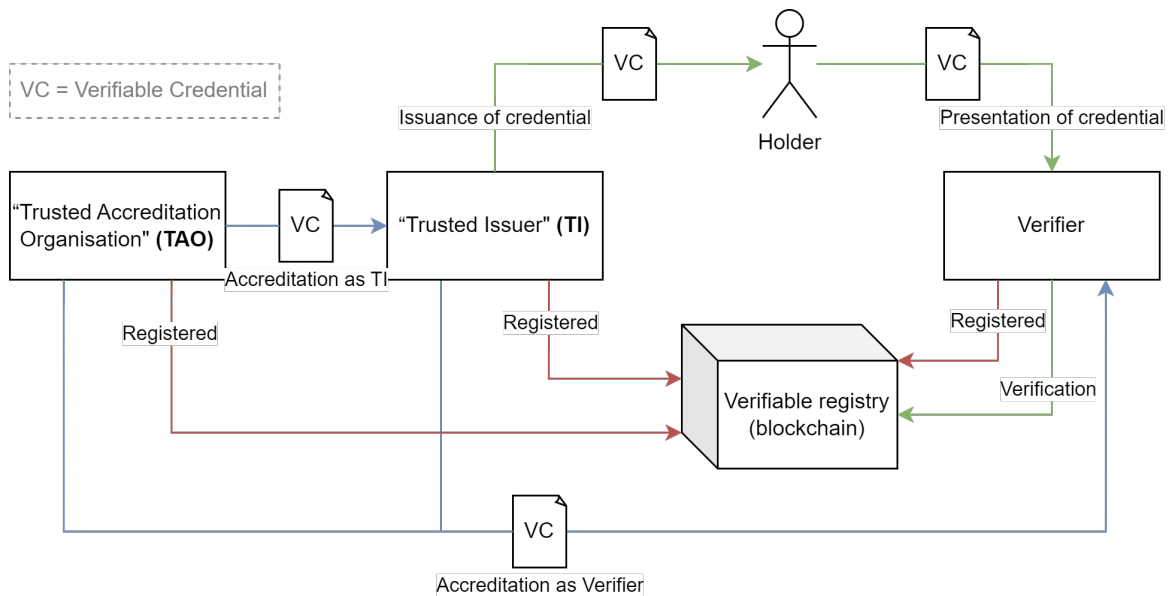 VC
VC
VC = Verifiable Credential
Issuance of credential
Holder
Presentation of credential
“Trusted Accreditation
Organisation" (TAO)
VC
Accreditation as TI
“Trusted Issuer" (TI)
Verifier
Registered
Registered
Registered
Verification
Verifiable registry
(blockchain)
VC
Accreditation as Verifier